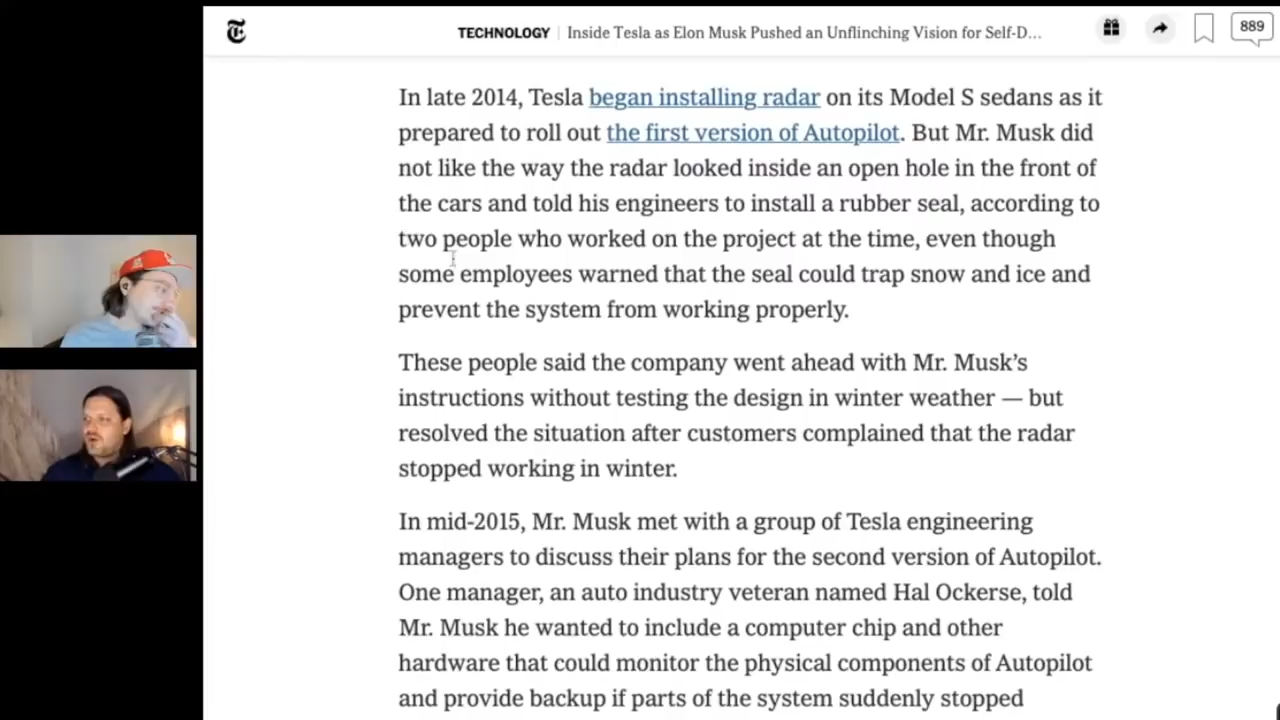 TECHNOLOGY | Inside Tesla as Elon Musk Pushed an Unflinching Vision for Self-D...
889
In late 2014, Tesla began installing radar on its Model S sedans as it
prepared to roll out the first version of Autopilot. But Mr. Musk did
not like the way the radar looked inside an open hole in the front of
the cars and told his engineers to install a rubber seal, according to
two people who worked on the project at the time, even though
some employees warned that the seal could trap snow and ice and
prevent the system from working properly.
These people said the company went ahead with Mr. Musk’s
instructions without testing the design in winter weather — but
resolved the situation after customers complained that the radar
stopped working in winter.
In mid-2015, Mr. Musk met with a group of Tesla engineering
managers to discuss their plans for the second version of Autopilot.
One manager, an auto industry veteran named Hal Ockerse, told
Mr. Musk he wanted to include a computer chip and other
hardware that could monitor the physical components of Autopilot
and provide backup if parts of the system suddenly stopped